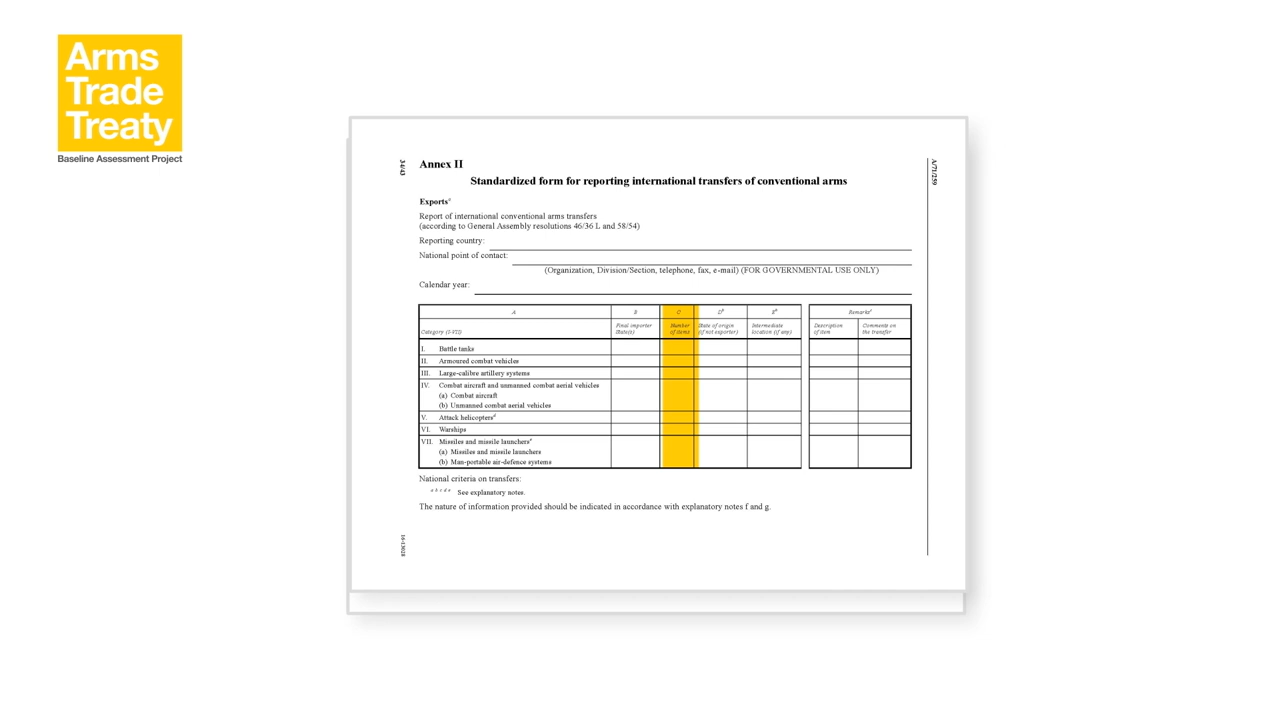 Arms
Trade
Treaty
Baseline Assessment Project
34/43
A/71/259
Annex II
Standardized form for reporting international transfers of conventional arms
Exports
Report of international conventional arms transfers
(according to General Assembly resolutions 46/36 L and 58/54)
Reporting country:
National point of contact:
(Organization, Division/Section, telephone, fax, e-mail) (FOR GOVERNMENTAL USE ONLY)
Calendar year:
A B C D E Remarks
Category (I-VII) Final importer State(s) Number of items State of origin (if not exporter) Intermediate location (if any) Description of item Comments on the transfer
I. Battle tanks
II. Armoured combat vehicles
III. Large-calibre artillery systems
IV. Combat aircraft and unmanned combat aerial vehicles
(a) Combat aircraft
(b) Unmanned combat aerial vehicles
V. Attack helicopters
VI. Warships
VII. Missiles and missile launchers
(a) Missiles and missile launchers
(b) Man-portable air-defence systems
National criteria on transfers:
See explanatory notes.
The nature of information provided should be indicated in accordance with explanatory notes f and g.